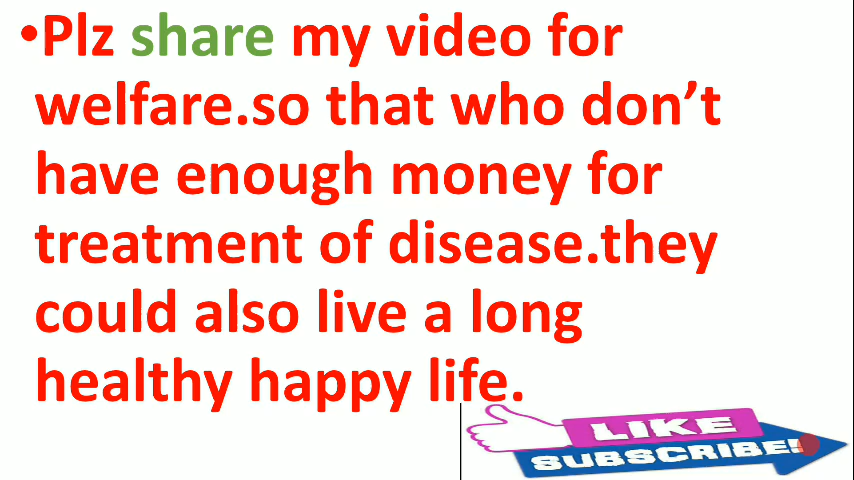 •Plz share my video for
welfare.so that who don’t
have enough money for
treatment of disease.they
could also live a long
healthy happy life.
LIKE
SUBSCRIBE!